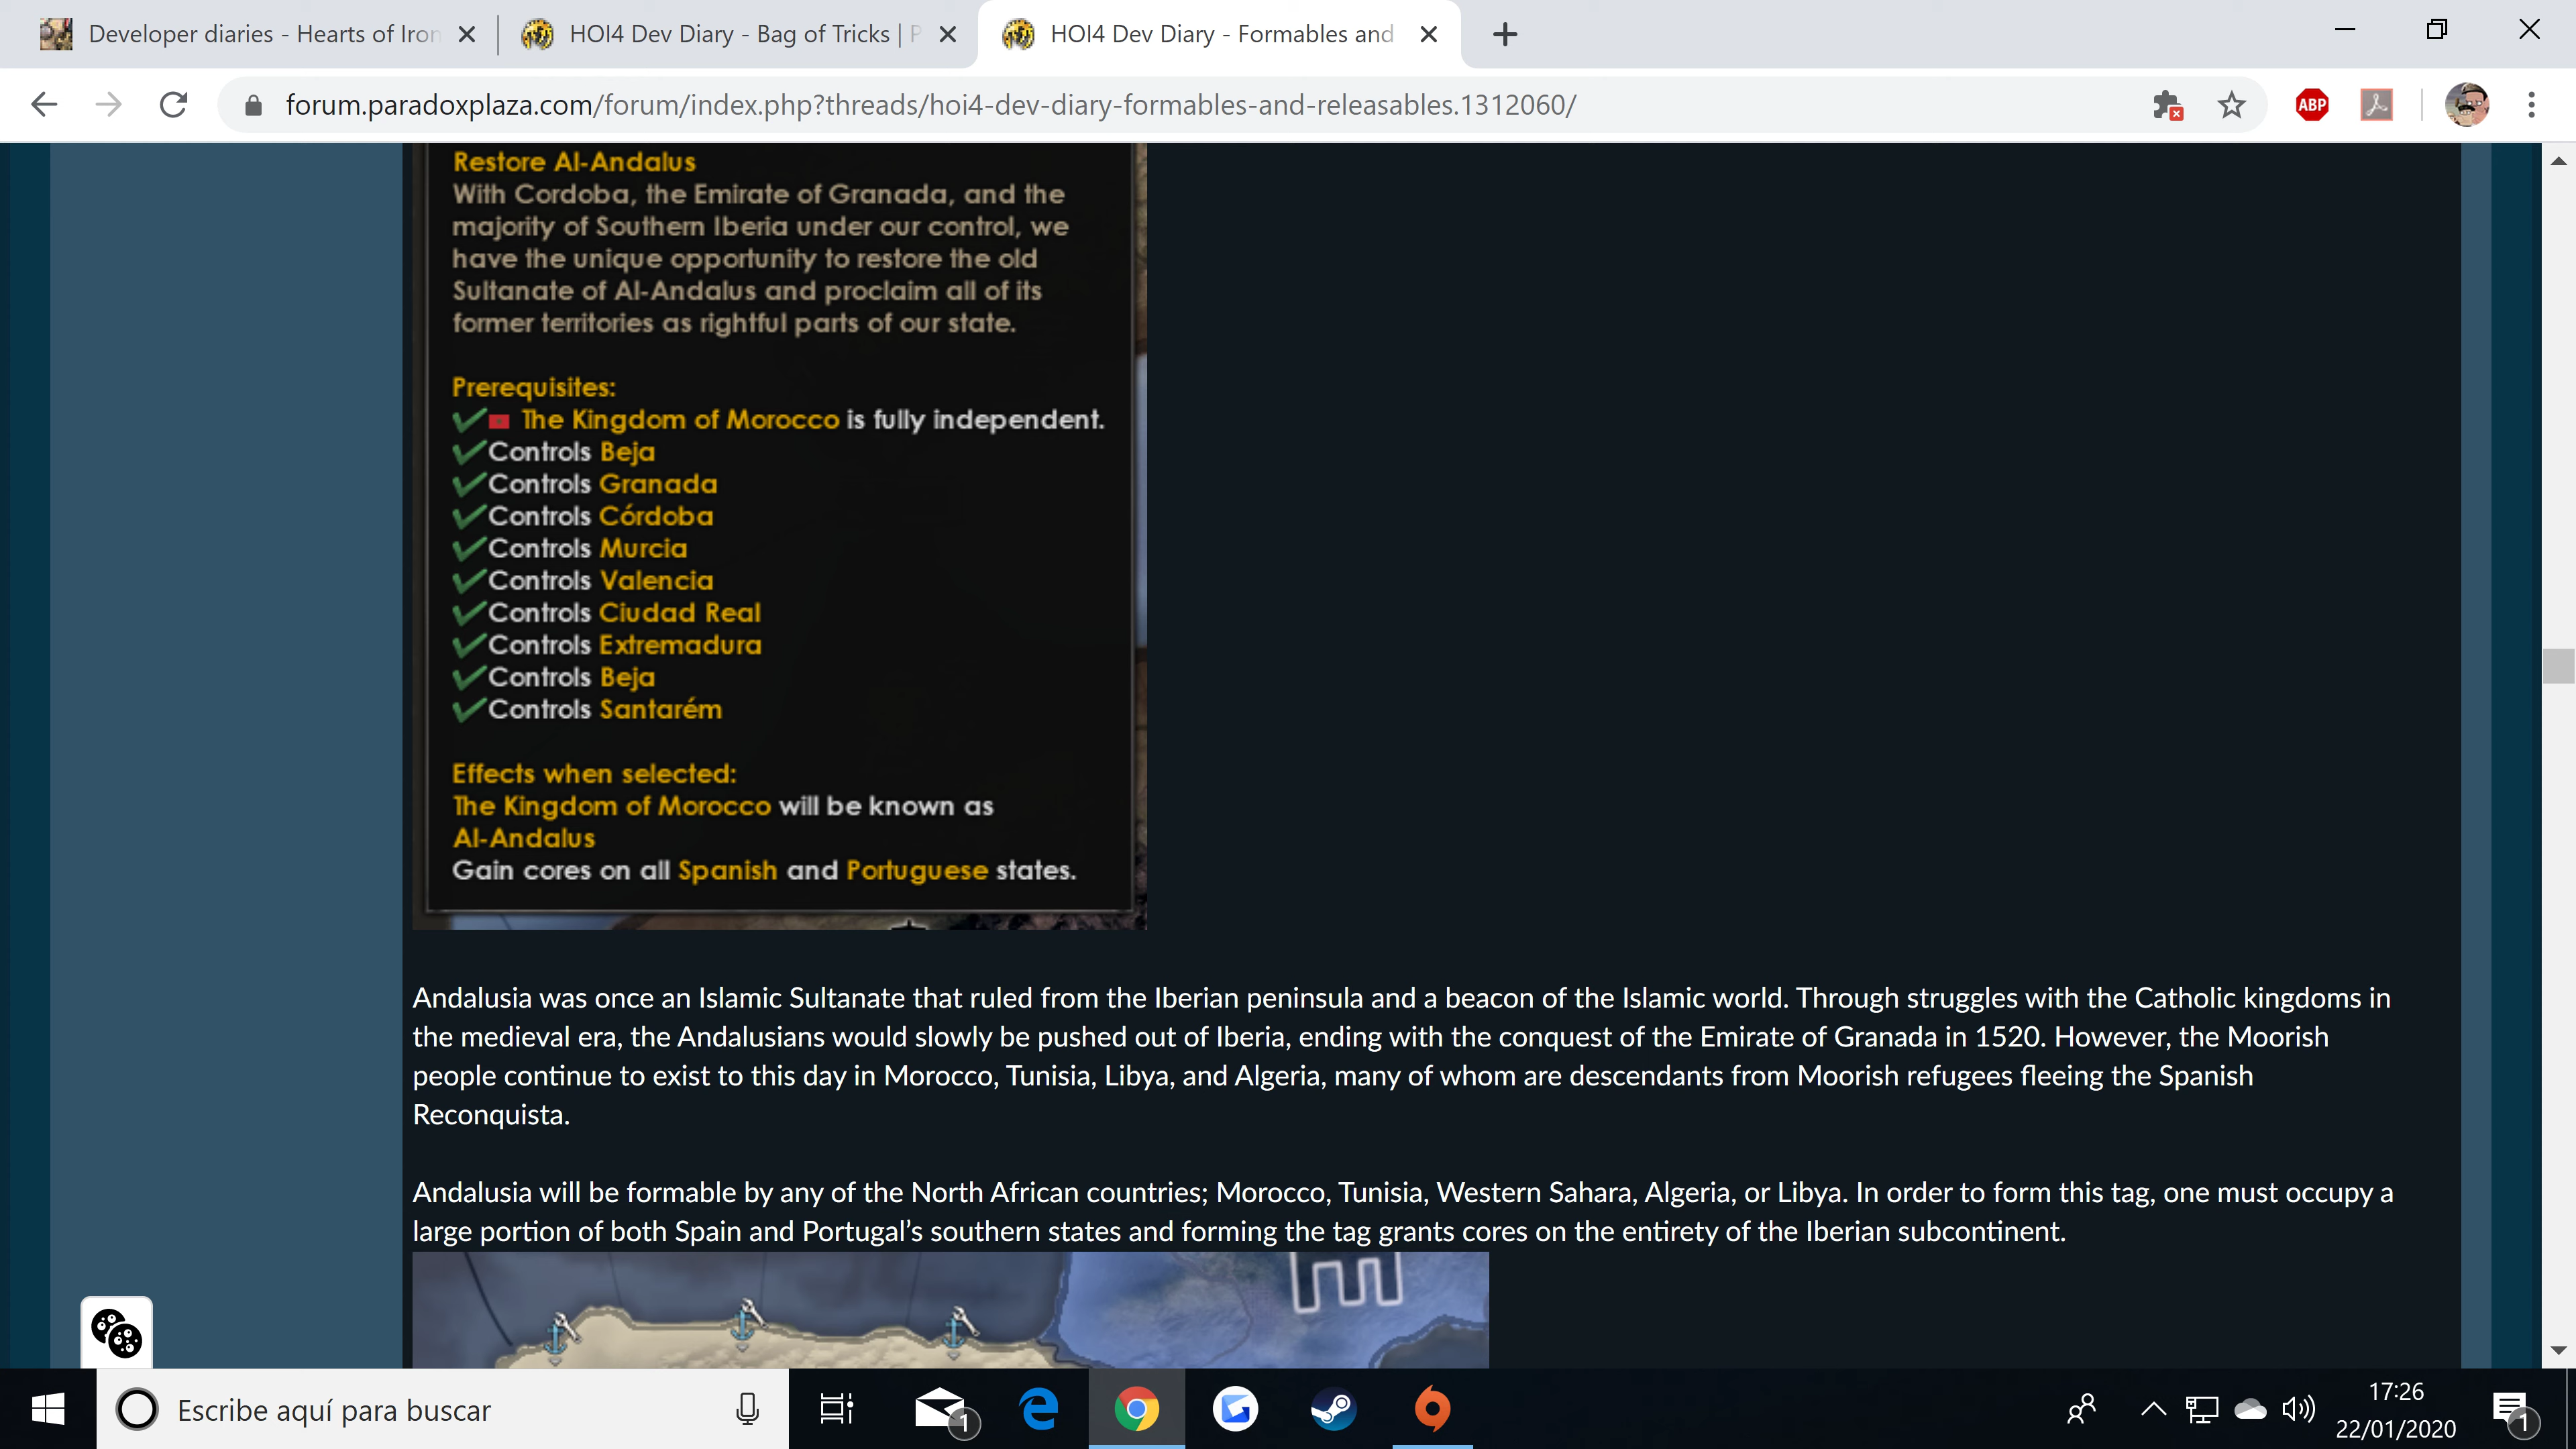 Developer diaries - Hearts of Iron
HOI4 Dev Diary - Bag of Tricks | P
HOI4 Dev Diary - Formables and
forum.paradoxplaza.com/forum/index.php?threads/hoi4-dev-diary-formables-and-releasables.1312060/
ABP
Restore Al-Andalus
With Cordoba, the Emirate of Granada, and the
majority of Southern Iberia under our control, we
have the unique opportunity to restore the old
Sultanate of Al-Andalus and proclaim all of its
former territories as rightful parts of our state.
Prerequisites:
The Kingdom of Morocco is fully independent.
Controls Beja
Controls Granada
Controls Córdoba
Controls Murcia
Controls Valencia
Controls Ciudad Real
Controls Extremadura
Controls Beja
Controls Santarém
Effects when selected:
The Kingdom of Morocco will be known as
Al-Andalus
Gain cores on all Spanish and Portuguese states.
Andalusia was once an Islamic Sultanate that ruled from the Iberian peninsula and a beacon of the Islamic world. Through struggles with the Catholic kingdoms in
the medieval era, the Andalusians would slowly be pushed out of Iberia, ending with the conquest of the Emirate of Granada in 1520. However, the Moorish
people continue to exist to this day in Morocco, Tunisia, Libya, and Algeria, many of whom are descendants from Moorish refugees fleeing the Spanish
Reconquista.
Andalusia will be formable by any of the North African countries; Morocco, Tunisia, Western Sahara, Algeria, or Libya. In order to form this tag, one must occupy a
large portion of both Spain and Portugal's southern states and forming the tag grants cores on the entirety of the Iberian subcontinent.
Escribe aquí para buscar
1
17:26
22/01/2020
1